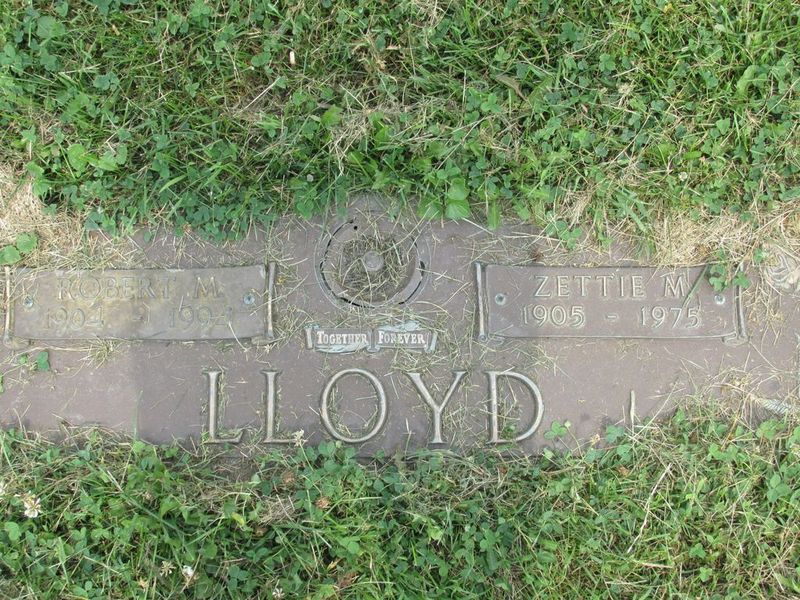 ROBERT M.
1904 - 1994
TOGETHER FOREVER
ZETTIE M.
1905 - 1975
LLOYD